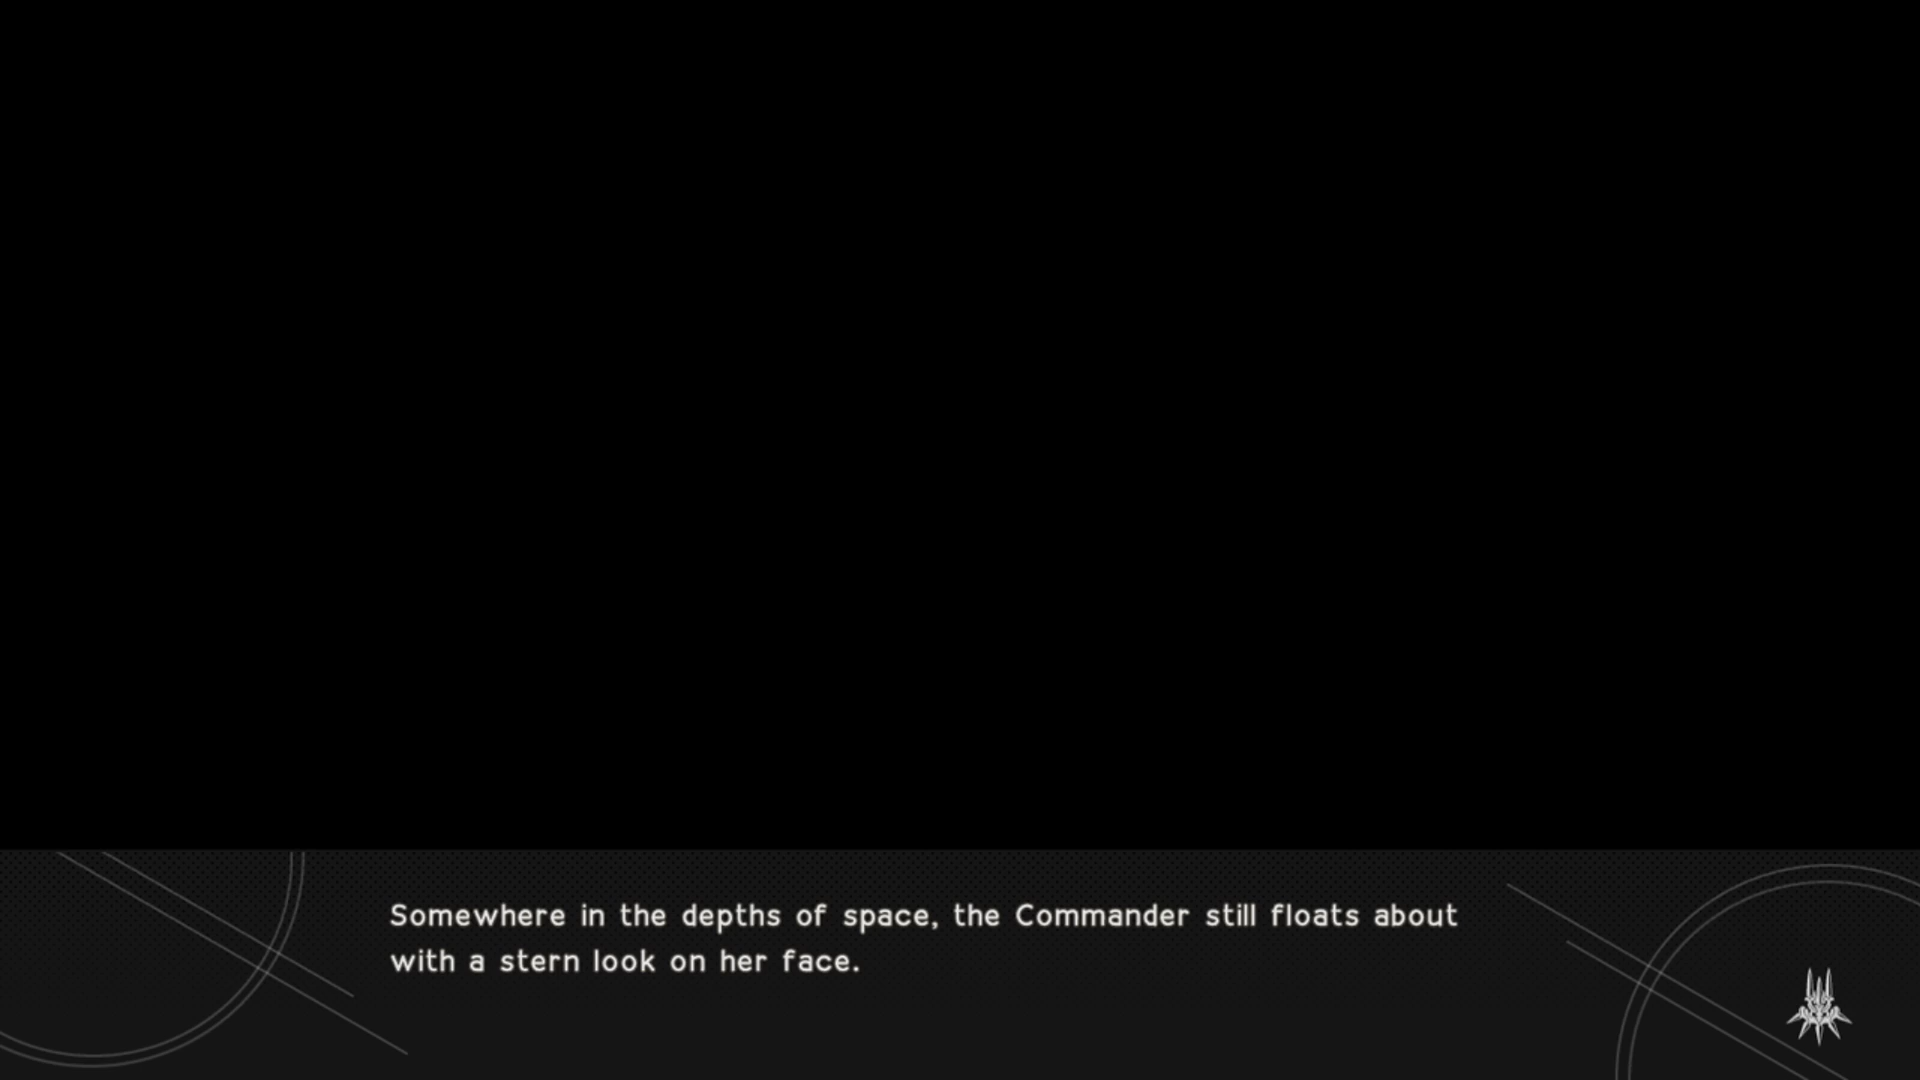 Somewhere in the depths of space, the Commander still floats about
with a stern look on her face.